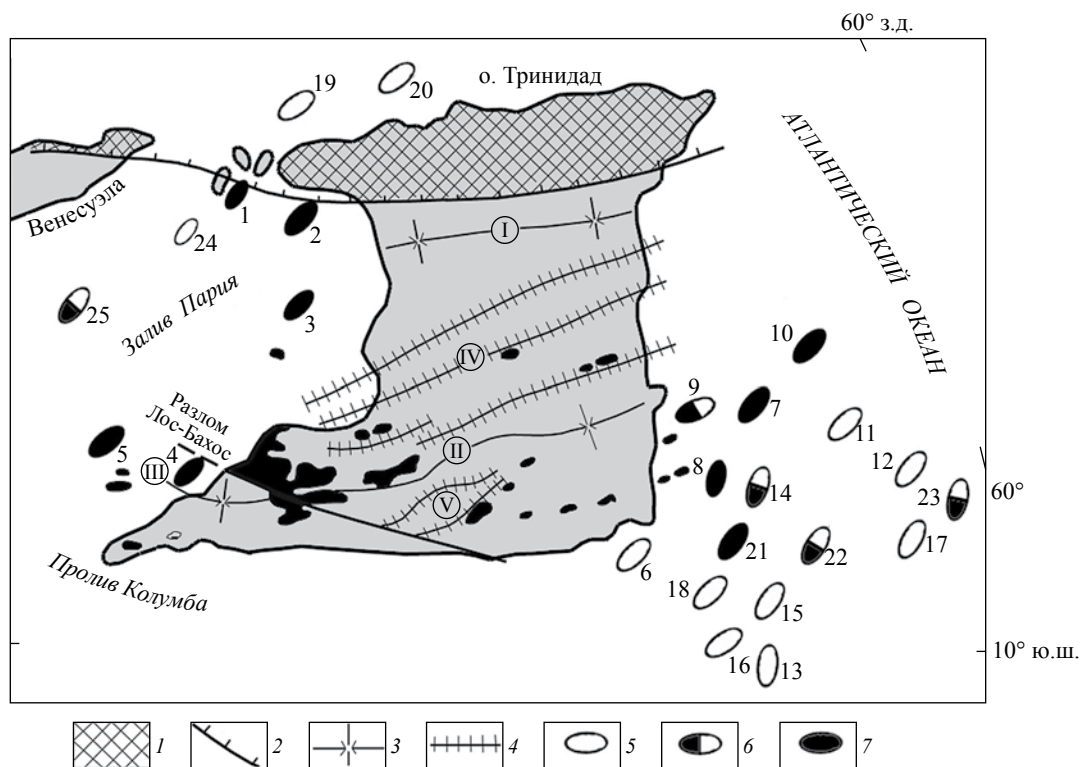 60° з.д.
19
20
о. Тринидад
АТЛАНТИЧЕСКИЙ ОКЕАН
Венесуэла
1
2
24
I
25
Залив Пария
3
10
IV
9
7
Разлом
Лос-Бахос
11
5
4
III
II
8
12
14
60°
23
V
21
22
17
6
Пролив Колумба
18
15
16
13
10° ю.ш.
1
2
3
4
5
6
7